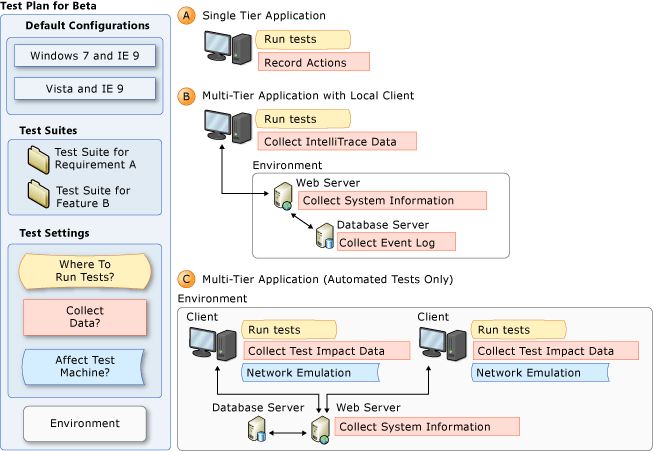 Test Plan for Beta
Default Configurations
Windows 7 and IE 9
Vista and IE 9
Test Suites
Test Suite for
Requirement A
Test Suite for
Feature B
Test Settings
Where To
Run Tests?
Collect
Data?
Affect Test
Machine?
Environment
A Single Tier Application
Run tests
Record Actions
B Multi-Tier Application with Local Client
Run tests
Collect IntelliTrace Data
Environment
Web Server
Collect System Information
Database Server
Collect Event Log
C Multi-Tier Application (Automated Tests Only)
Environment
Client
Run tests
Collect Test Impact Data
Network Emulation
Client
Run tests
Collect Test Impact Data
Network Emulation
Database Server
Web Server
Collect System Information